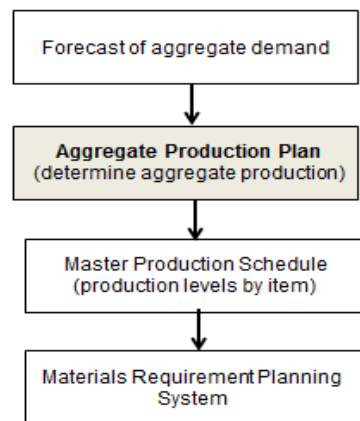 Forecast of aggregate demand
Aggregate Production Plan
(determine aggregate production)
Master Production Schedule
(production levels by item)
Materials Requirement Planning
System